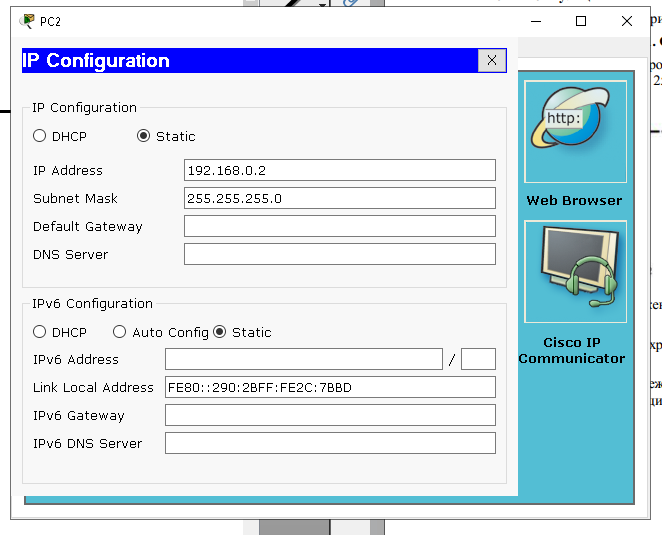 PC2
IP Configuration X
IP Configuration
DHCP Static
IP Address 192.168.0.2
Subnet Mask 255.255.255.0
Default Gateway
DNS Server
IPv6 Configuration
DHCP Auto Config Static
IPv6 Address /
Link Local Address FE80::290:2BFF:FE2C:7BBD
IPv6 Gateway
IPv6 DNS Server
http:
Web Browser
Cisco IP
Communicator